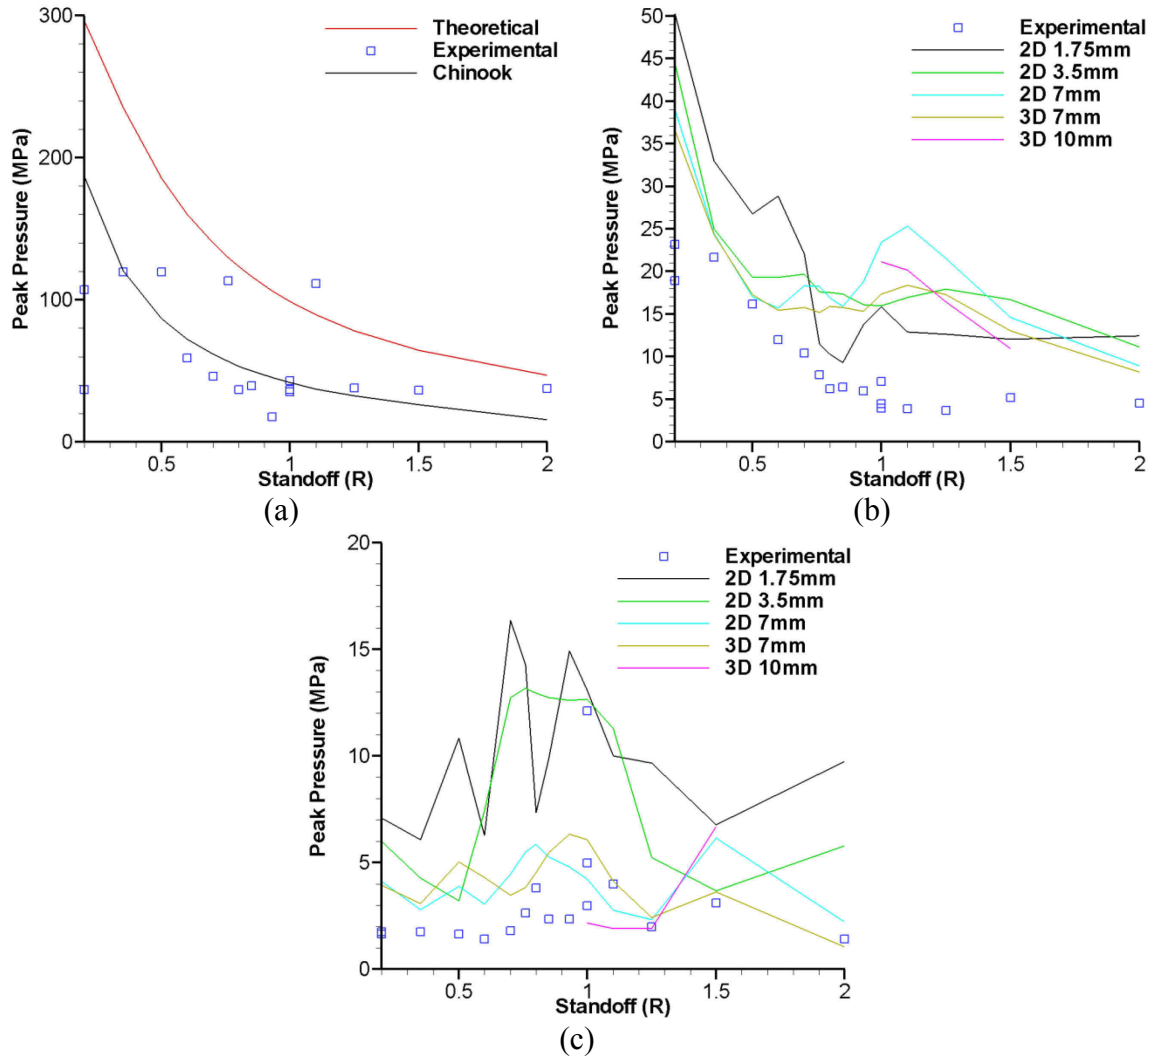 300
200
100
0
Peak Pressure (MPa)
Theoretical
Experimental
Chinook
0.5
1
1.5
2
Standoff (R)
(a)
50
45
40
35
30
25
20
15
10
5
0
Peak Pressure (MPa)
Experimental
2D 1.75mm
2D 3.5mm
2D 7mm
3D 7mm
3D 10mm
0.5
1
1.5
2
Standoff (R)
(b)
20
15
10
5
0
Peak Pressure (MPa)
Experimental
2D 1.75mm
2D 3.5mm
2D 7mm
3D 7mm
3D 10mm
0.5
1
1.5
2
Standoff (R)
(c)